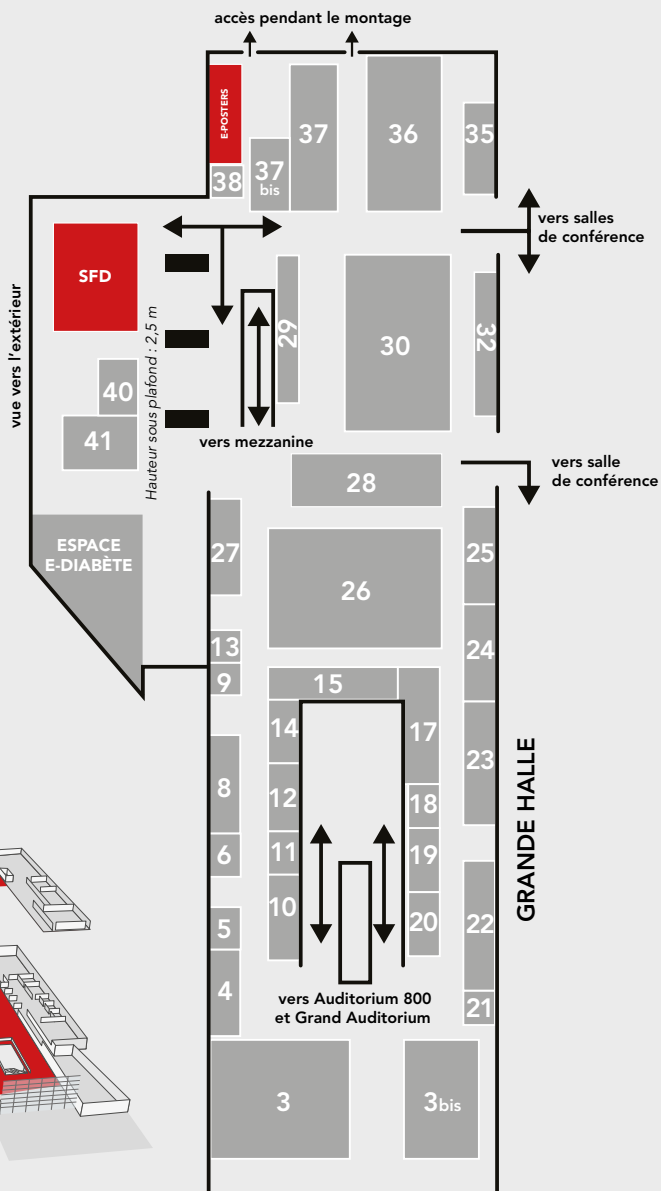 accès pendant le montage
E-POSTERS
38
37
bis
37
36
35
vers salles
de conférence
SFD
vue vers l'extérieur
Hauteur sous plafond : 2,5 m
29
30
32
40
41
vers mezzanine
28
vers salle
de conférence
ESPACE
E-DIABÈTE
27
26
25
13
9
15
24
14
17
23
8
12
18
GRANDE HALLE
6
11
19
5
10
20
22
4
vers Auditorium 800
et Grand Auditorium
21
3
3bis